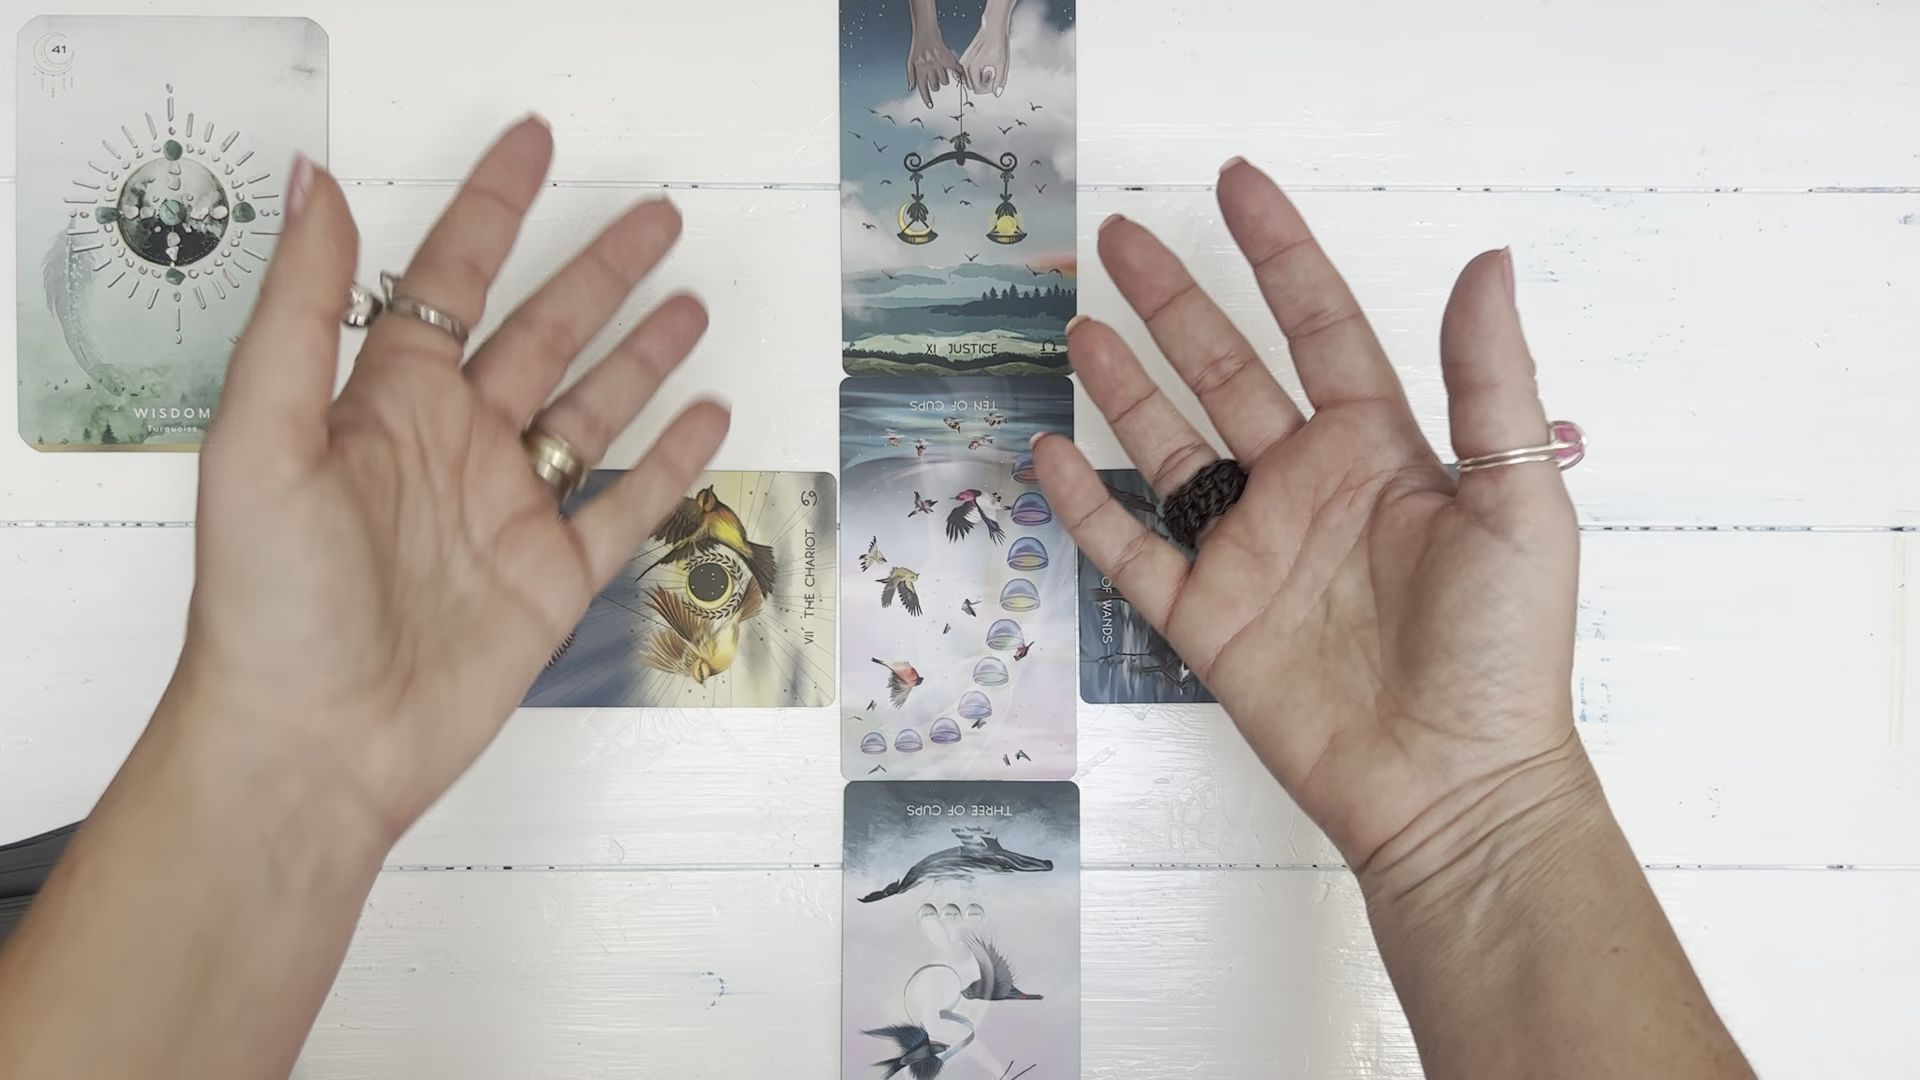 41
WISDOM
Turquoise
XI JUSTICE
TEN OF CUPS
VII THE CHARIOT
OF WANDS
THREE OF CUPS